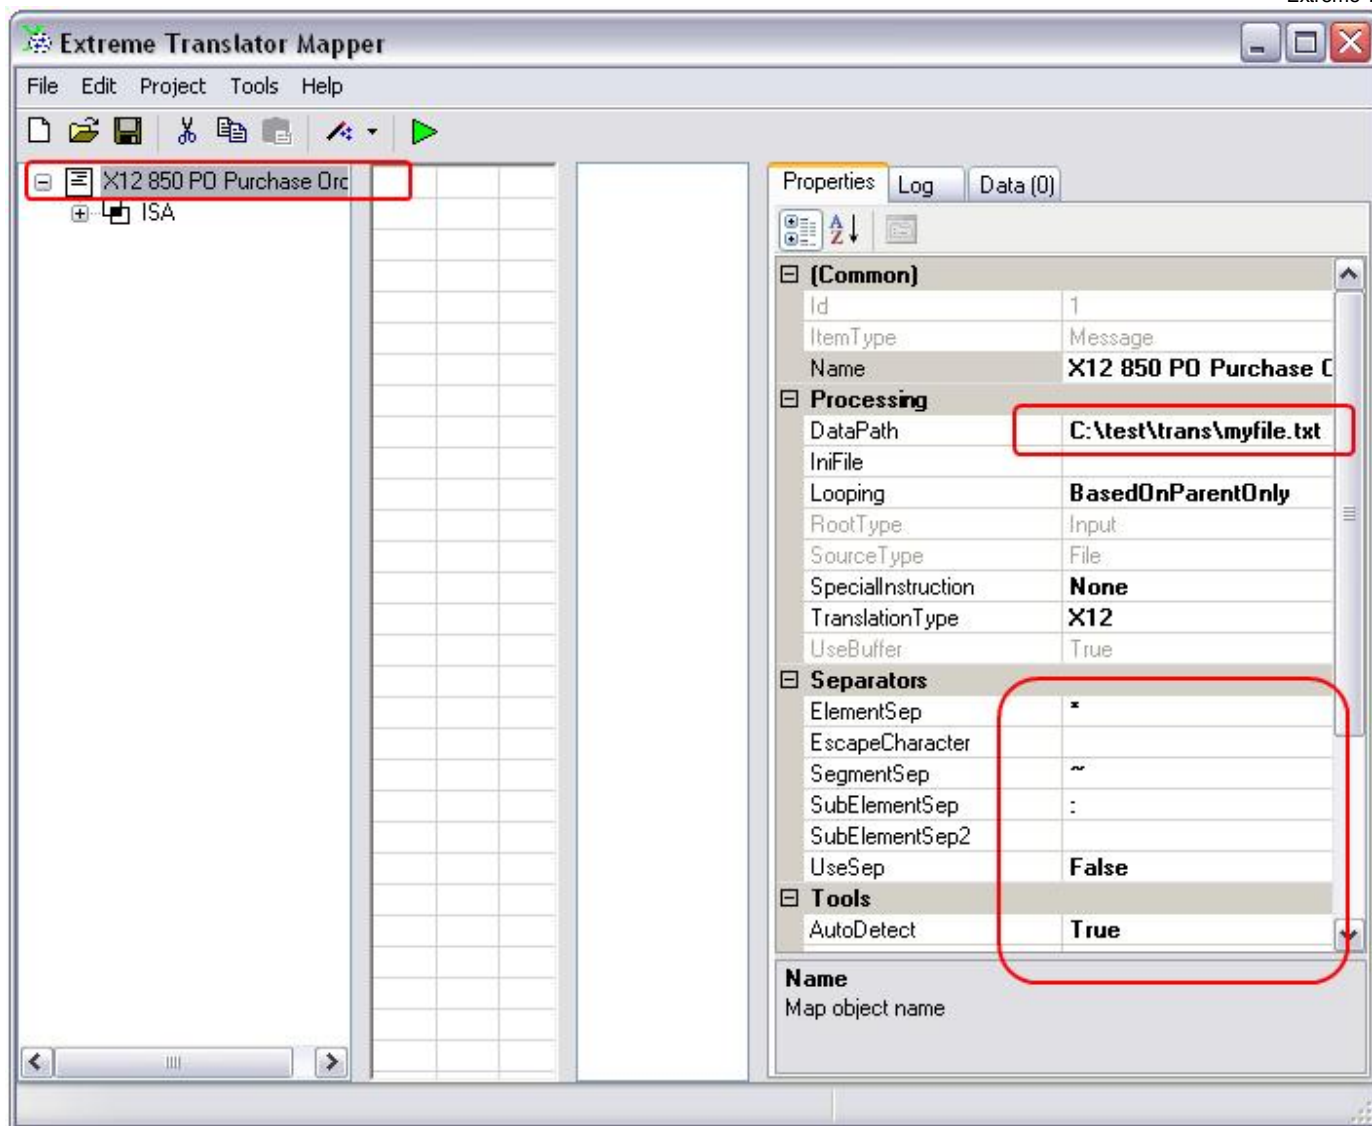 Extreme Translator Mapper
File Edit Project Tools Help
X12 850 PO Purchase Orc
ISA
Properties Log Data (0)
(Common)
Id 1
ItemType Message
Name X12 850 PO Purchase
Processing
DataPath C:\test\trans\myfile.txt
IniFile
Looping BasedOnParentOnly
RootType Input
SourceType File
SpecialInstruction None
TranslationType X12
UseBuffer True
Separators
ElementSep *
EscapeCharacter
SegmentSep ~
SubElementSep :
SubElementSep2
UseSep False
Tools
AutoDetect True
Name
Map object name